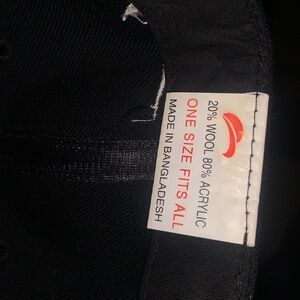 20% WOOL 80% ACRYLIC
ONE SIZE FITS ALL
MADE IN BANGLADESH